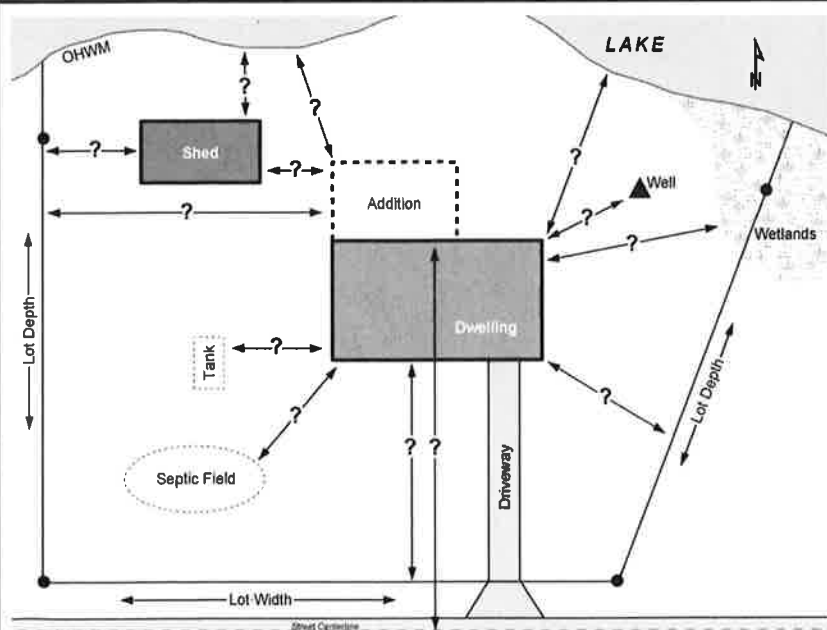 OHWM
LAKE
N
?
?
?
?
Shed
?
?
Well
Addition
?
?
?
Wetlands
Lot Depth
Dwelling
Tank
?
?
?
Lot Depth
?
?
?
Septic Field
Driveway
Lot Width
Street Centerline